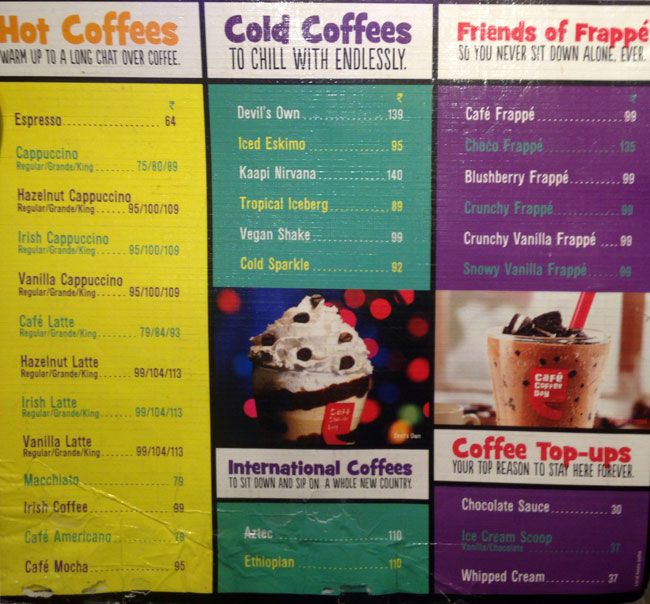 Hot Coffees
WARM UP TO A LONG CHAT OVER COFFEE.
₹
Espresso 64
Cappuccino
Regular/Grande/King 75/80/89
Hazelnut Cappuccino
Regular/Grande/King 95/100/109
Irish Cappuccino
Regular/Grande/King 95/100/109
Vanilla Cappuccino
Regular/Grande/King 95/100/109
Café Latte
Regular/Grande/King 79/84/93
Hazelnut Latte
Regular/Grande/King 99/104/113
Irish Latte
Regular/Grande/King 99/104/113
Vanilla Latte
Regular/Grande/King 99/104/113
Macchiato 79
Irish Coffee 99
Café Americano
Café Mocha 95
Cold Coffees
TO CHILL WITH ENDLESSLY.
₹
Devil's Own 139
Iced Eskimo 95
Kaapi Nirvana 140
Tropical Iceberg 89
Vegan Shake 99
Cold Sparkle 92
Café
Coffee
Day
Devil's Own
International Coffees
TO SIT DOWN AND SIP ON A WHOLE NEW COUNTRY.
Aztec 110
Ethiopian 110
Friends of Frappé
SO YOU NEVER SIT DOWN ALONE, EVER.
₹
Café Frappé 99
Choco Frappé 135
Blushberry Frappé 99
Crunchy Frappé 99
Crunchy Vanilla Frappé 99
Snowy Vanilla Frappé 99
Café
Coffee
Day
Coffee Top-ups
YOUR TOP REASON TO STAY HERE FOREVER.
Chocolate Sauce 30
Ice Cream Scoop
Vanilla/Chocolate 37
Whipped Cream 37